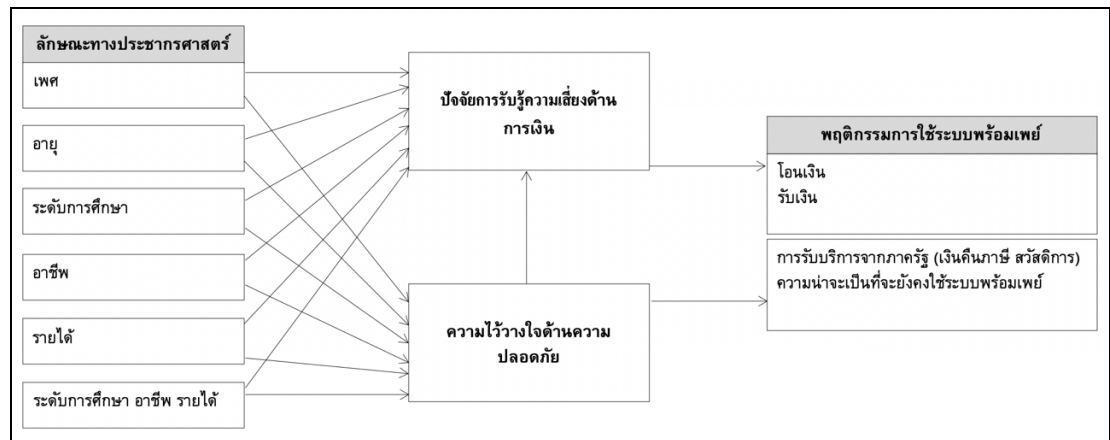 ลักษณะทางประชากรศาสตร์
เพศ
อายุ
ระดับการศึกษา
อาชีพ
รายได้
ระดับการศึกษา อาชีพ รายได้
ปัจจัยการรับรู้ความเสี่ยงด้าน
การเงิน
ความไว้วางใจด้านความ
ปลอดภัย
พฤติกรรมการใช้ระบบพร้อมเพย์
โอนเงิน
รับเงิน
การรับบริการจากภาครัฐ (เงินคืนภาษี สวัสดิการ)
ความน่าจะเป็นที่จะยังคงใช้ระบบพร้อมเพย์